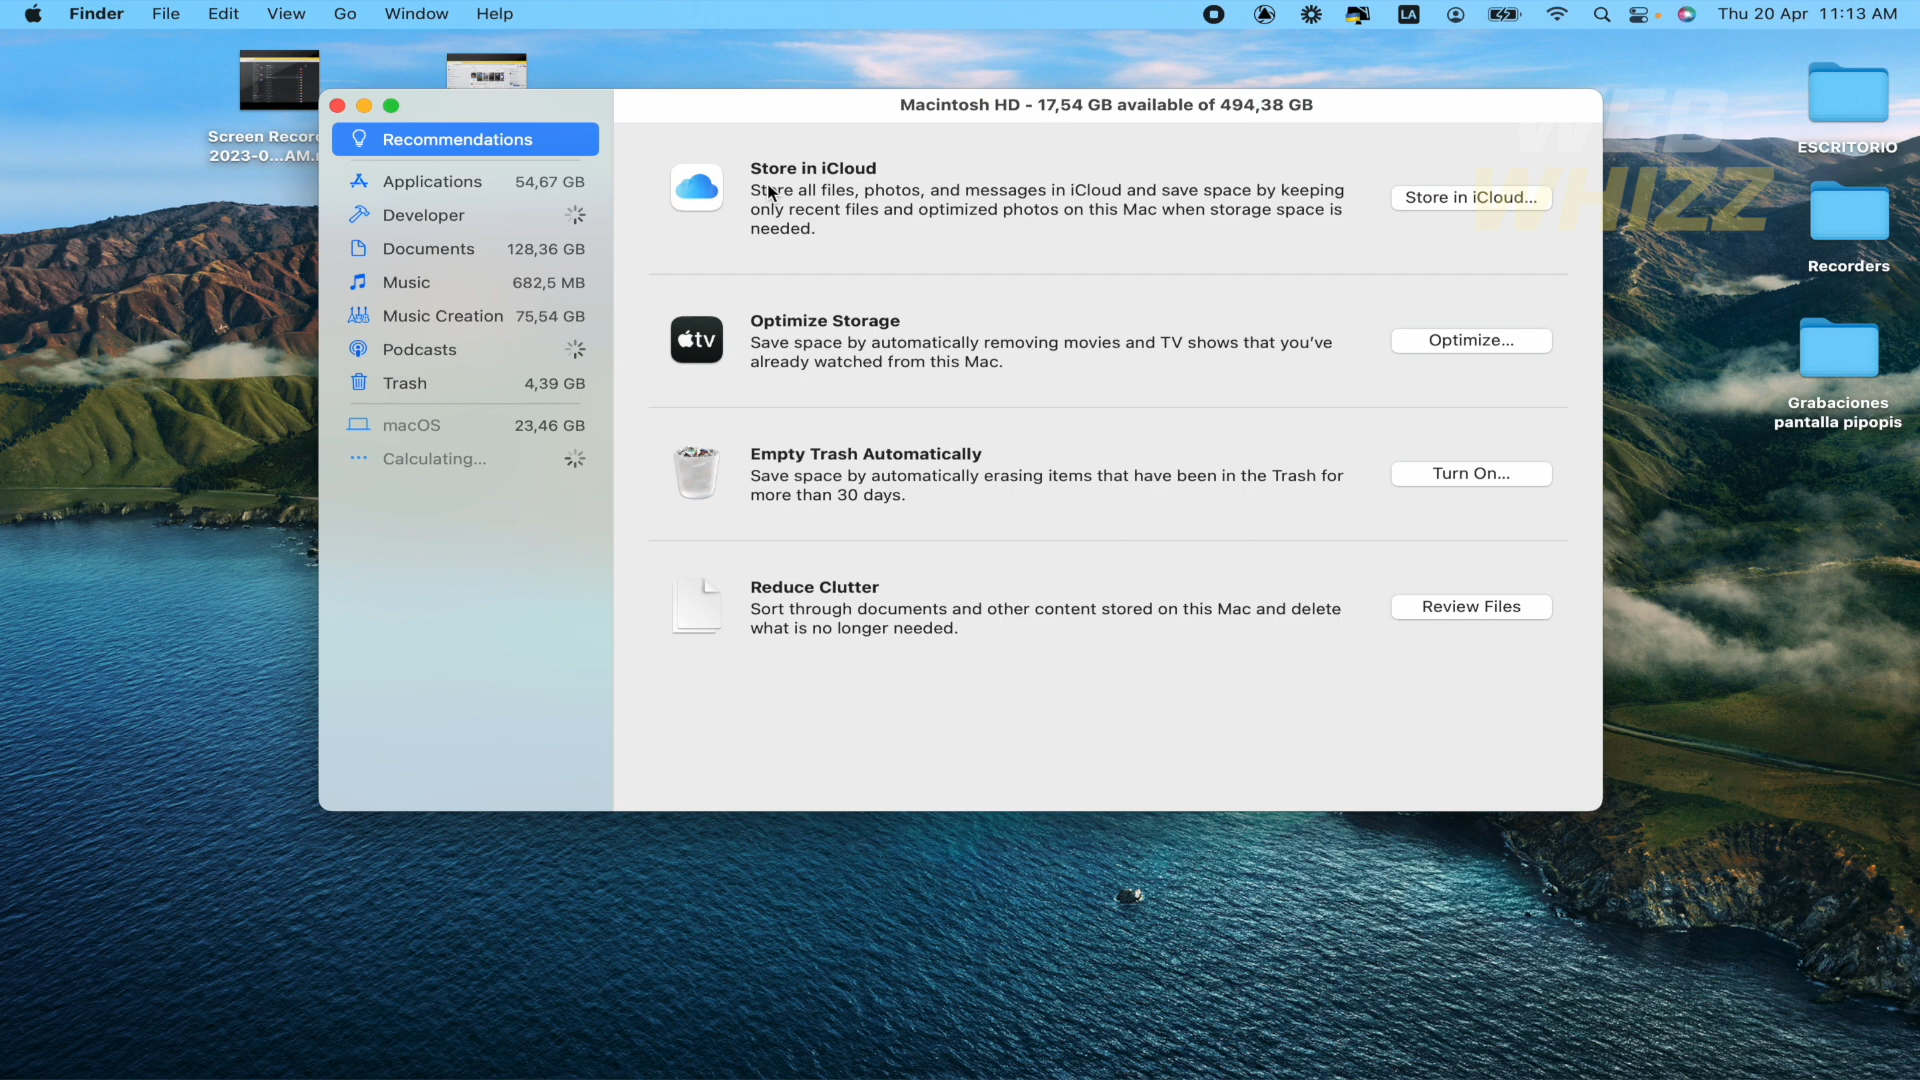 Finder File Edit View Go Window Help
LA
Thu 20 Apr 11:13 AM
Screen Recor
2023-0...AM.
Macintosh HD - 17,54 GB available of 494,38 GB
Recommendations
Applications 54,67 GB
Developer
Documents 128,36 GB
Music 682,5 MB
Music Creation 75,54 GB
Podcasts
Trash 4,39 GB
macOS 23,46 GB
Calculating...
Store in iCloud
Store all files, photos, and messages in iCloud and save space by keeping
only recent files and optimized photos on this Mac when storage space is
needed.
Store in iCloud...
tv
Optimize Storage
Save space by automatically removing movies and TV shows that you've
already watched from this Mac.
Optimize...
Empty Trash Automatically
Save space by automatically erasing items that have been in the Trash for
more than 30 days.
Turn On...
Reduce Clutter
Sort through documents and other content stored on this Mac and delete
what is no longer needed.
Review Files
WEB
WHIZZ
ESCRITORIO
Recorders
Grabaciones
pantalla pipopis